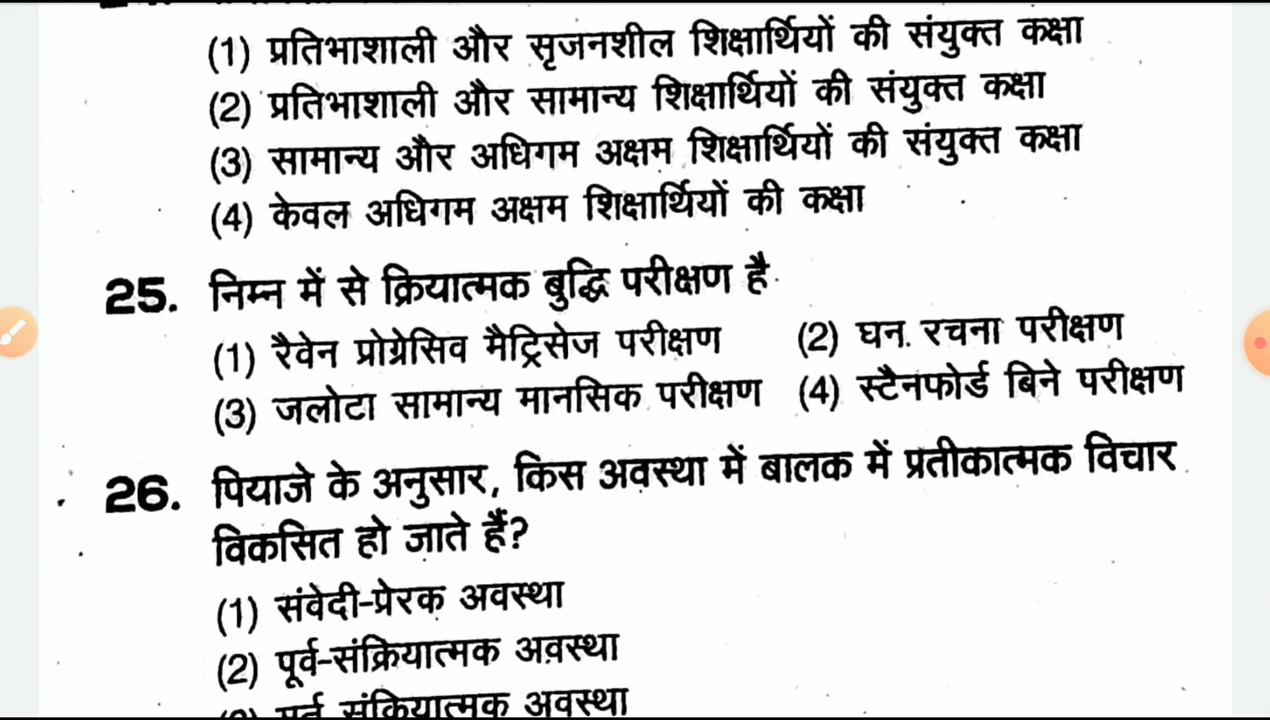 (1) प्रतिभाशाली और सृजनशील शिक्षार्थियों की संयुक्त कक्षा
(2) प्रतिभाशाली और सामान्य शिक्षार्थियों की संयुक्त कक्षा
(3) सामान्य और अधिगम अक्षम शिक्षार्थियों की संयुक्त कक्षा
(4) केवल अधिगम अक्षम शिक्षार्थियों की कक्षा
25. निम्न में से क्रियात्मक बुद्धि परीक्षण है
(1) रैवेन प्रोग्रेसिव मैट्रिसेज परीक्षण (2) घन रचना परीक्षण
(3) जलोटा सामान्य मानसिक परीक्षण (4) स्टैनफोर्ड बिने परीक्षण
26. पियाजे के अनुसार, किस अवस्था में बालक में प्रतीकात्मक विचार
विकसित हो जाते हैं?
(1) संवेदी-प्रेरक अवस्था
(2) पूर्व-संक्रियात्मक अवस्था
(3) मूर्त संक्रियात्मक अवस्था